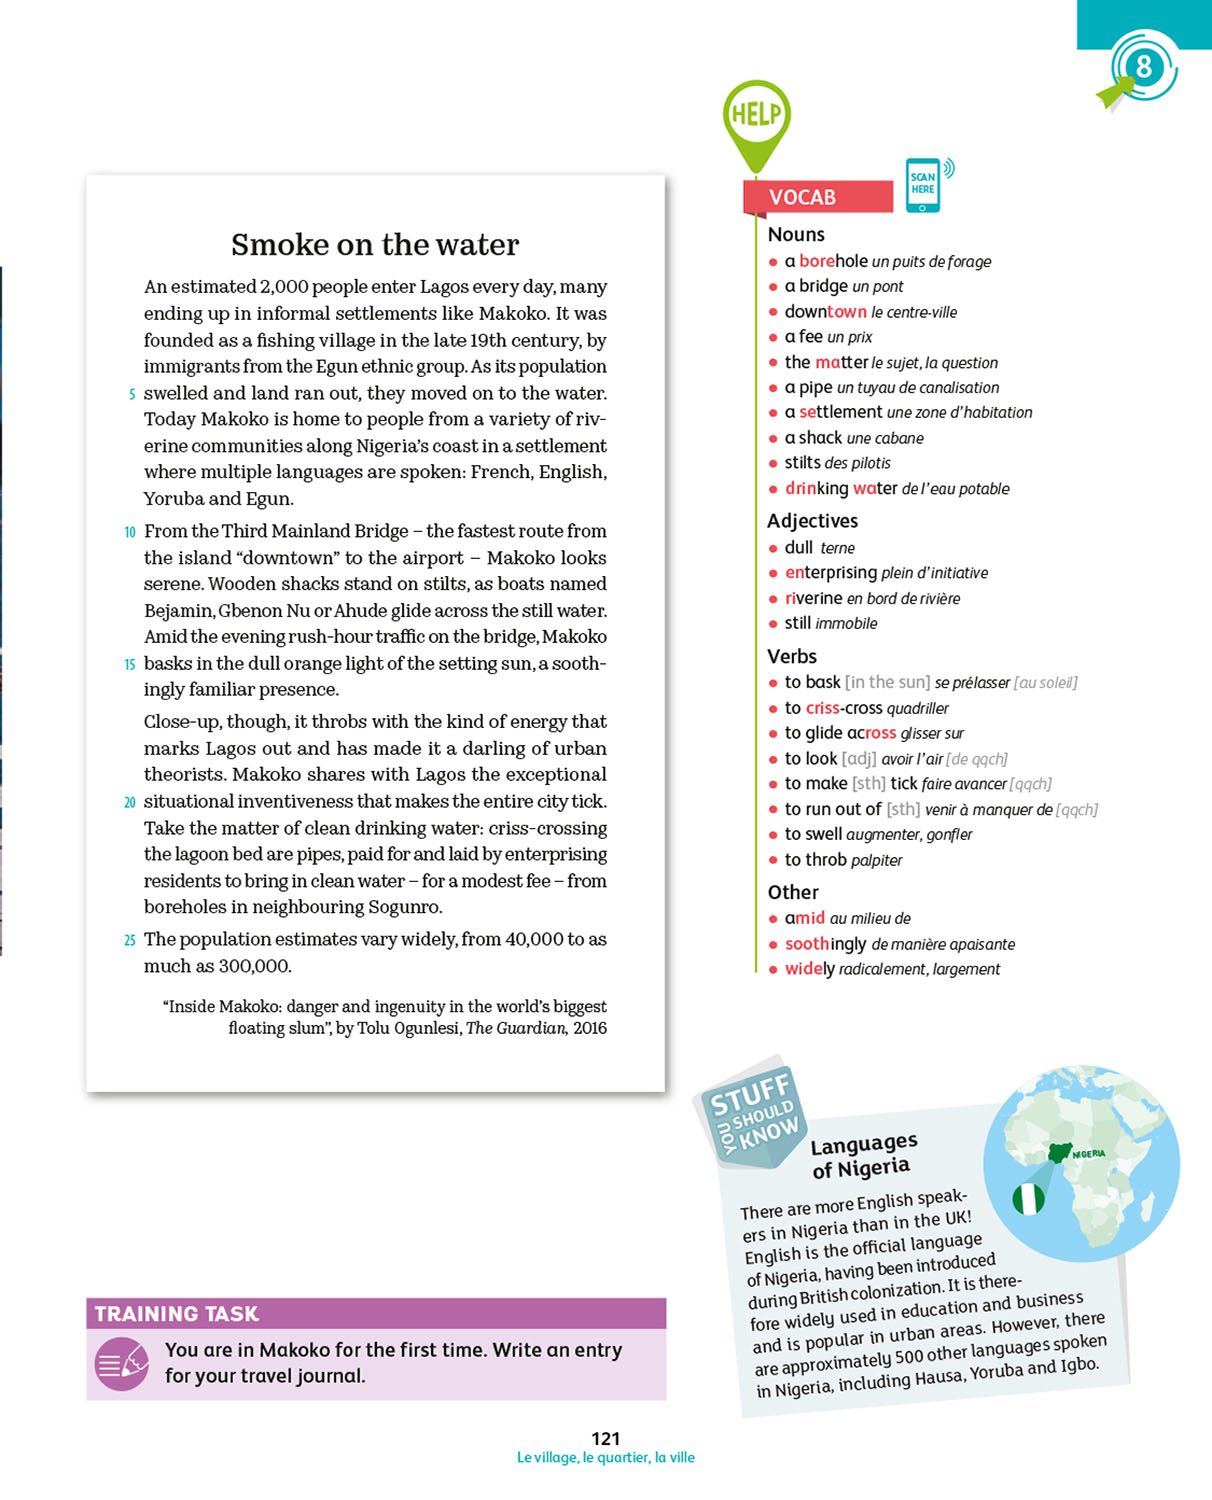 8
Smoke on the water
An estimated 2,000 people enter Lagos every day, many
ending up in informal settlements like Makoko. It was
founded as a fishing village in the late 19th century, by
immigrants from the Egun ethnic group. As its population
5 swelled and land ran out, they moved on to the water.
Today Makoko is home to people from a variety of riv-
erine communities along Nigeria's coast in a settlement
where multiple languages are spoken: French, English,
Yoruba and Egun.
10 From the Third Mainland Bridge – the fastest route from
the island “downtown” to the airport – Makoko looks
serene. Wooden shacks stand on stilts, as boats named
Bejamin, Gbenon Nu or Ahude glide across the still water.
Amid the evening rush-hour traffic on the bridge, Makoko
15 basks in the dull orange light of the setting sun, a sooth-
ingly familiar presence.
Close-up, though, it throbs with the kind of energy that
marks Lagos out and has made it a darling of urban
theorists. Makoko shares with Lagos the exceptional
20 situational inventiveness that makes the entire city tick.
Take the matter of clean drinking water: criss-crossing
the lagoon bed are pipes, paid for and laid by enterprising
residents to bring in clean water – for a modest fee – from
boreholes in neighbouring Sogunro.
25 The population estimates vary widely, from 40,000 to as
much as 300,000.
“Inside Makoko: danger and ingenuity in the world's biggest
floating slum”, by Tolu Ogunlesi, The Guardian, 2016
HELP
VOCAB
SCAN
HERE
Nouns
• a borehole un puits de forage
• a bridge un pont
• downtown le centre-ville
• a fee un prix
• the matter le sujet, la question
• a pipe un tuyau de canalisation
• a settlement une zone d'habitation
• a shack une cabane
• stilts des pilotis
• drinking water de l'eau potable
Adjectives
• dull terne
• enterprising plein d'initiative
• riverine en bord de rivière
• still immobile
Verbs
• to bask [in the sun] se prélasser [au soleil]
• to criss-cross quadriller
• to glide across glisser sur
• to look [adj] avoir l'air [de qqch]
• to make [sth] tick faire avancer [qqch]
• to run out of [sth] venir à manquer de [qqch]
• to swell augmenter, gonfler
• to throb palpiter
Other
• amid au milieu de
• soothingly de manière apaisante
• widely radicalement, largement
STUFF
YOU SHOULD
KNOW
Languages
of Nigeria
NIGERIA
There are more English speak-
ers in Nigeria than in the UK!
English is the official language
of Nigeria, having been introduced
during British colonization. It is there-
fore widely used in education and business
and is popular in urban areas. However, there
are approximately 500 other languages spoken
in Nigeria, including Hausa, Yoruba and Igbo.
TRAINING TASK
You are in Makoko for the first time. Write an entry
for your travel journal.
121
Le village, le quartier, la ville